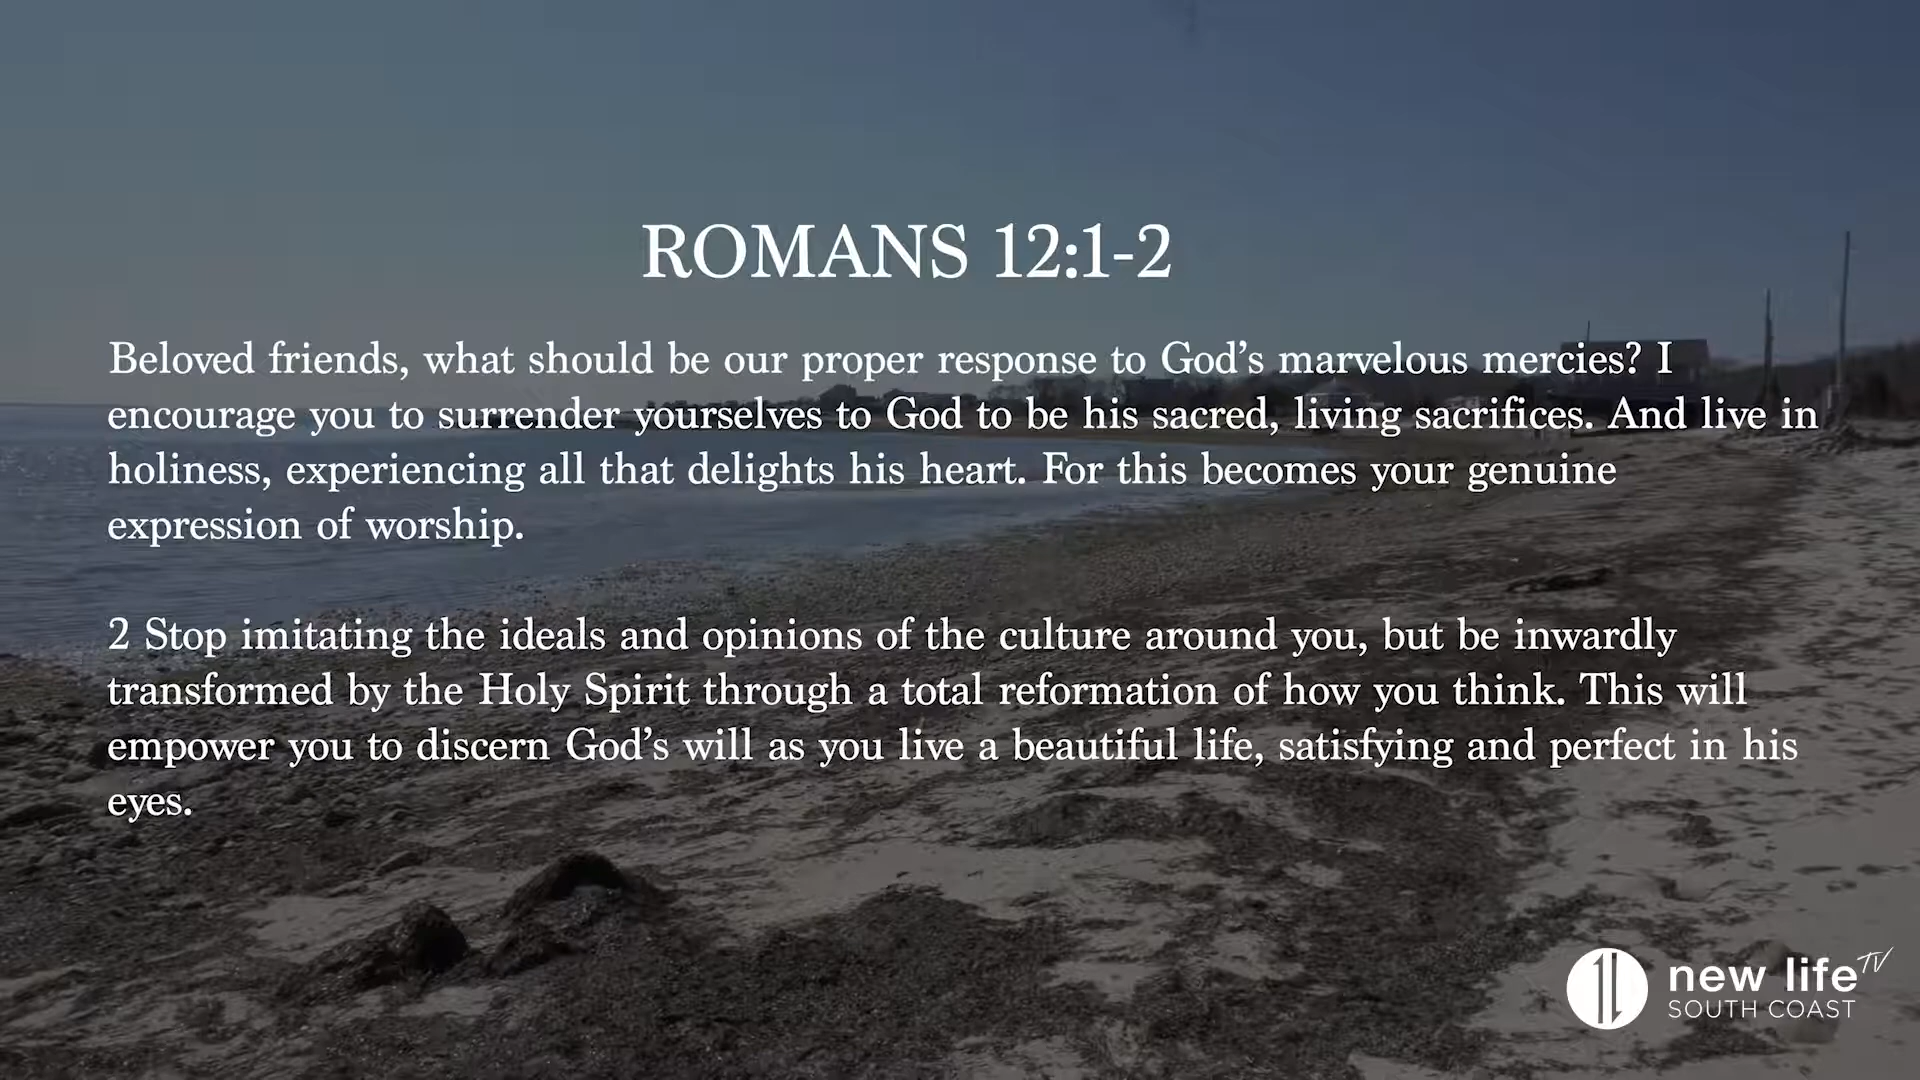 ROMANS 12:1-2
Beloved friends, what should be our proper response to God’s marvelous mercies? I
encourage you to surrender yourselves to God to be his sacred, living sacrifices. And live in
holiness, experiencing all that delights his heart. For this becomes your genuine
expression of worship.
2 Stop imitating the ideals and opinions of the culture around you, but be inwardly
transformed by the Holy Spirit through a total reformation of how you think. This will
empower you to discern God’s will as you live a beautiful life, satisfying and perfect in his
eyes.
new life TV
SOUTH COAST